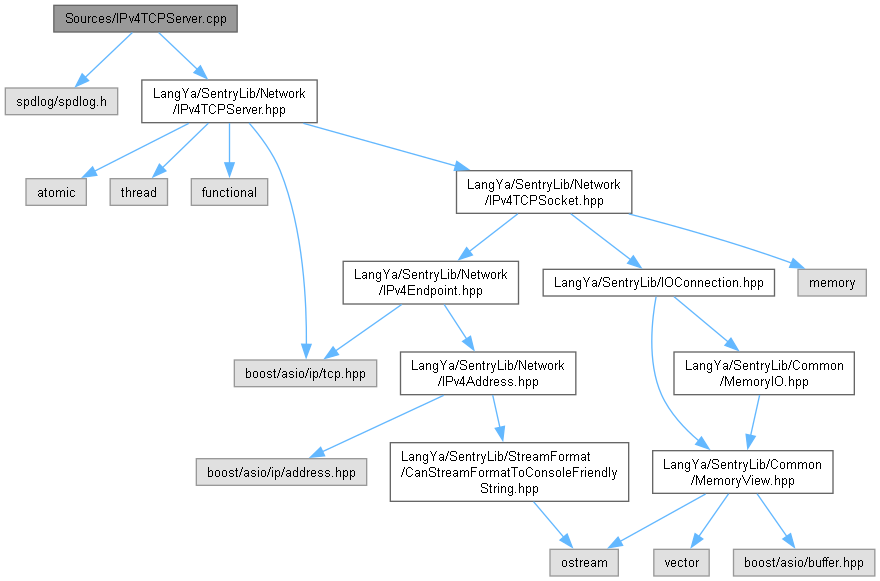 Sources/IPv4TCPServer.cpp
spdlog/spdlog.h
LangYa/SentryLib/Network
/IPv4TCPServer.hpp
atomic
thread
functional
LangYa/SentryLib/Network
/IPv4TCPSocket.hpp
LangYa/SentryLib/Network
/IPv4Endpoint.hpp
LangYa/SentryLib/IOConnection.hpp
memory
boost/asio/ip/tcp.hpp
LangYa/SentryLib/Network
/IPv4Address.hpp
LangYa/SentryLib/Common
/MemoryIO.hpp
boost/asio/ip/address.hpp
LangYa/SentryLib/StreamFormat
/CanStreamFormatToConsoleFriendly
String.hpp
LangYa/SentryLib/Common
/MemoryView.hpp
ostream
vector
boost/asio/buffer.hpp